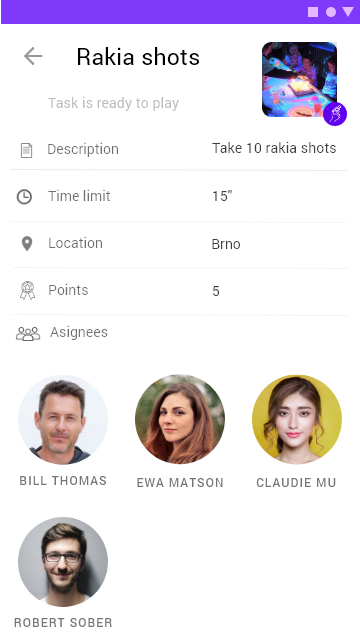 Rakia shots
Task is ready to play
Description Take 10 rakia shots
Time limit 15"
Location Brno
Points 5
Asignees
BILL THOMAS EWA MATSON CLAUDIE MU
ROBERT SOBER